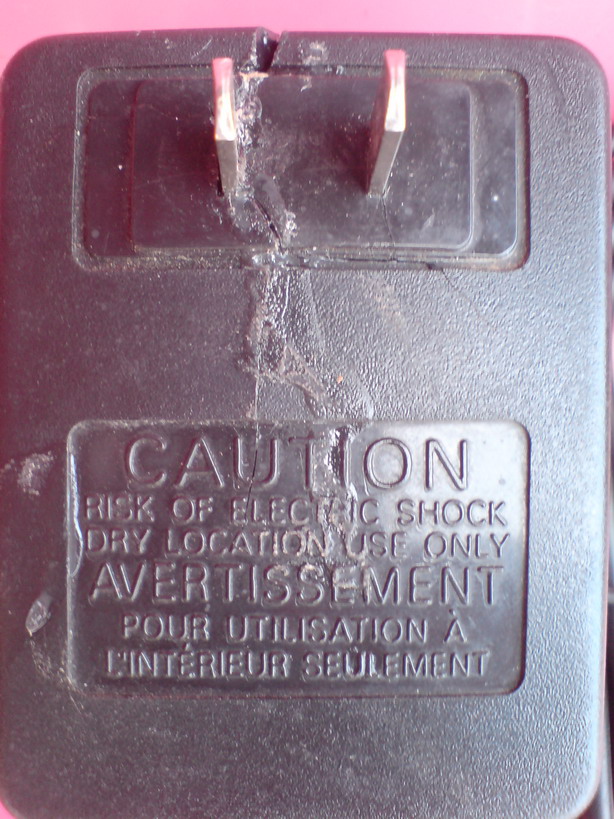 CAUTION
RISK OF ELECTRIC SHOCK
DRY LOCATION USE ONLY
AVERTISSEMENT
POUR UTILISATION À
L'INTÉRIEUR SEULEMENT